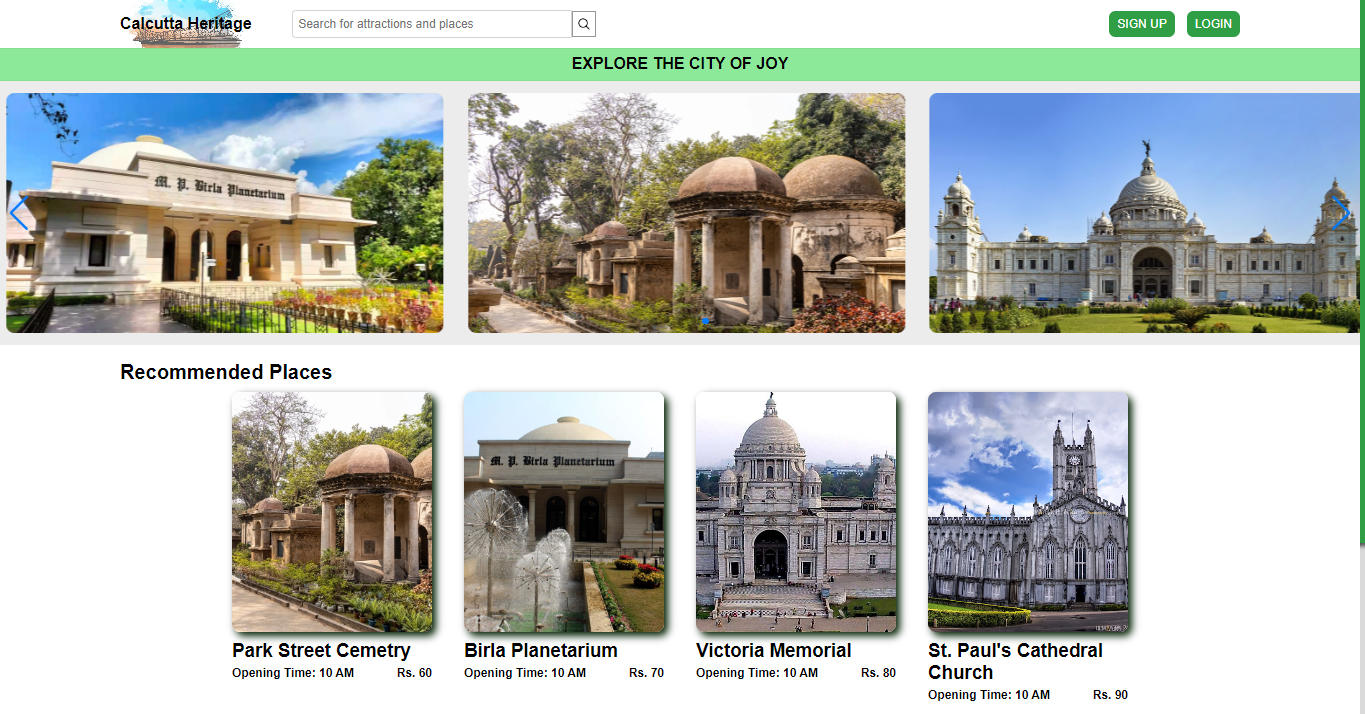 Calcutta Heritage
Search for attractions and places
SIGN UP
LOGIN
EXPLORE THE CITY OF JOY
M. P. Birla Planetarium
Recommended Places
M. P. Birla Planetarium
Park Street Cemetry
Opening Time: 10 AM
Rs. 60
Birla Planetarium
Opening Time: 10 AM
Rs. 70
Victoria Memorial
Opening Time: 10 AM
Rs. 80
St. Paul's Cathedral
Church
Opening Time: 10 AM
Rs. 90